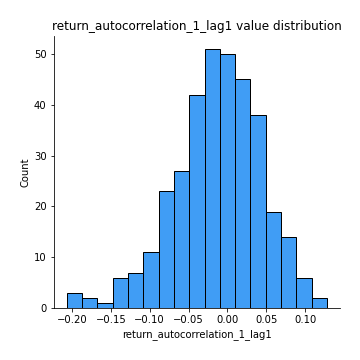 return_autocorrelation_1_lag1 value distribution
50
40
30
20
10
0
Count
−0.20 −0.15 −0.10 −0.05 0.00 0.05 0.10
return_autocorrelation_1_lag1